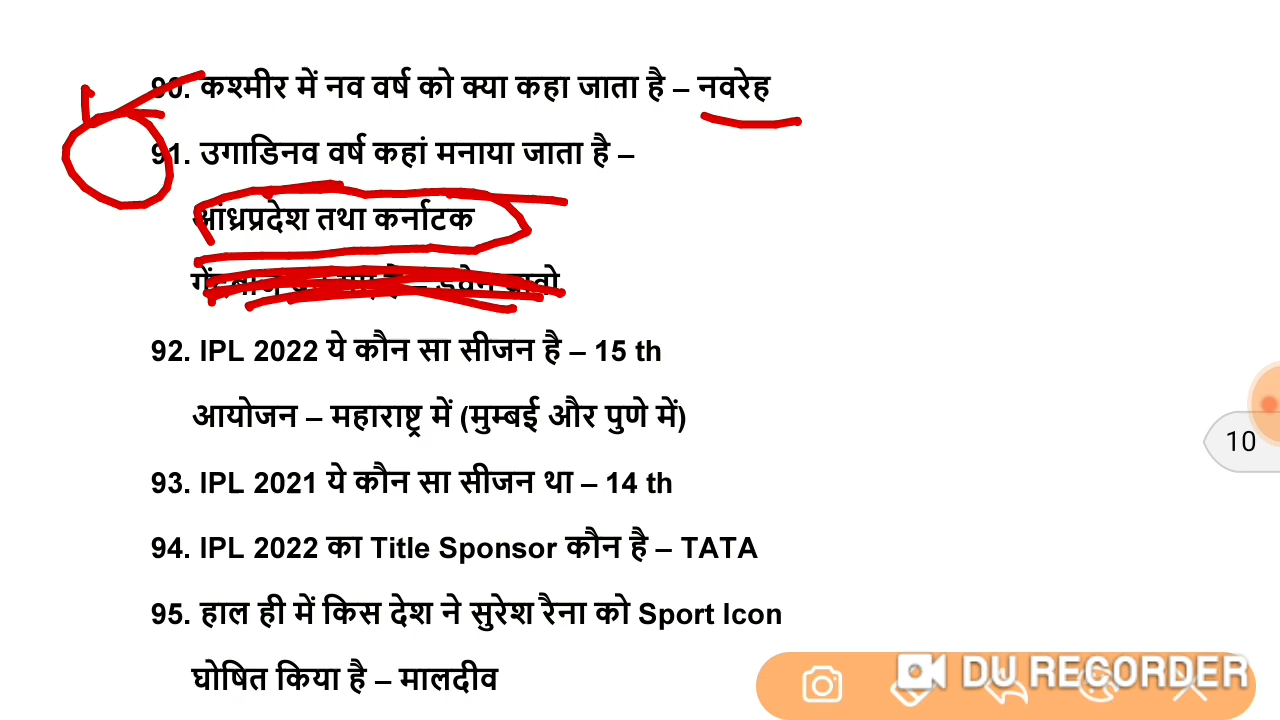 90. कश्मीर में नव वर्ष को क्या कहा जाता है – नवरेह
91. उगाडिनव वर्ष कहां मनाया जाता है –
आंध्रप्रदेश तथा कर्नाटक
92. IPL 2022 ये कौन सा सीजन है – 15 th
आयोजन – महाराष्ट्र में (मुम्बई और पुणे में)
10
93. IPL 2021 ये कौन सा सीजन था – 14 th
94. IPL 2022 का Title Sponsor कौन है – TATA
95. हाल ही में किस देश ने सुरेश रैना को Sport Icon
घोषित किया है – मालदीव
DU RECORDER